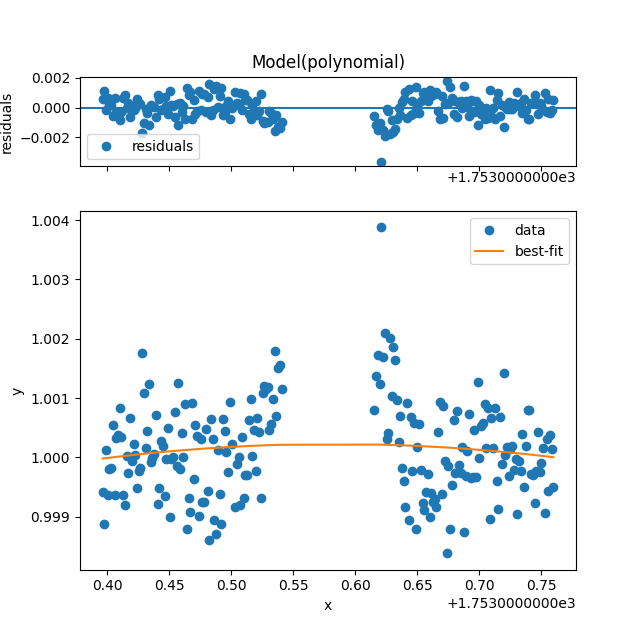 Model(polynomial)
0.002
0.000
−0.002
residuals
residuals
+1.7530000000e3
1.004
1.003
1.002
1.001
1.000
0.999
y
data
best-fit
0.40 0.45 0.50 0.55 0.60 0.65 0.70 0.75
x
+1.7530000000e3